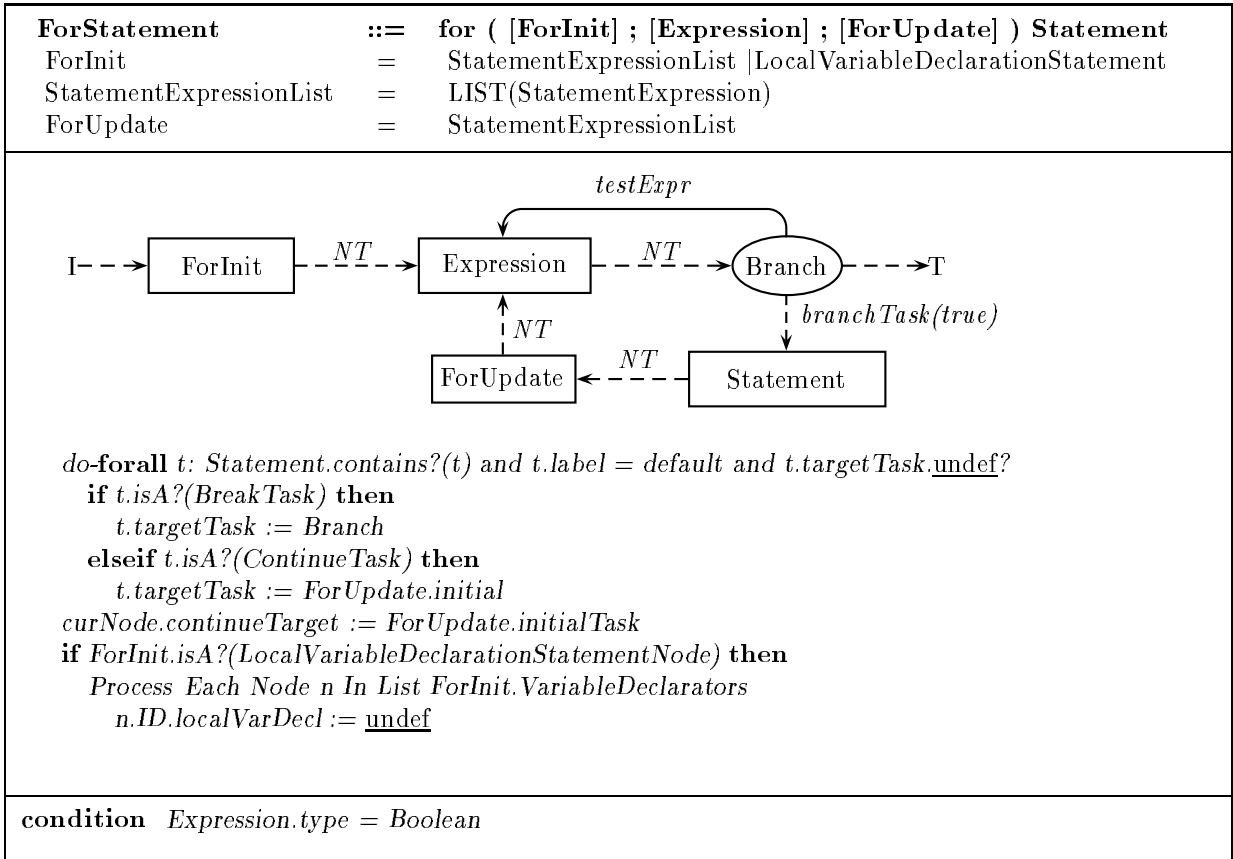 ForStatement ::= for ( [ForInit] ; [Expression] ; [ForUpdate] ) Statement
ForInit = StatementExpressionList |LocalVariableDeclarationStatement
StatementExpressionList = LIST(StatementExpression)
ForUpdate = StatementExpressionList
testExpr
I ForInit NT Expression NT Branch T
NT branchTask(true)
ForUpdate NT Statement
do-forall t: Statement.contains?(t) and t.label = default and t.targetTask.undef?
if t.isA?(BreakTask) then
t.targetTask := Branch
elseif t.isA?(ContinueTask) then
t.targetTask := ForUpdate.initial
curNode.continueTarget := ForUpdate.initialTask
if ForInit.isA?(LocalVariableDeclarationStatementNode) then
Process Each Node n In List ForInit.VariableDeclarators
n.ID.localVarDecl := undef
condition Expression.type = Boolean